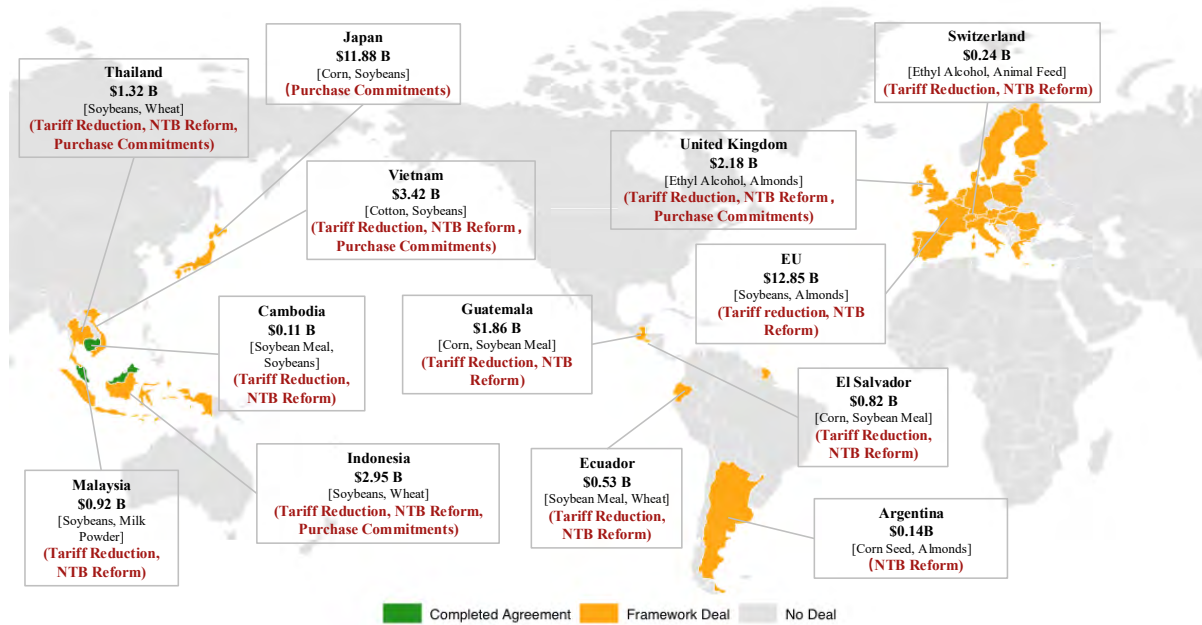 Japan
$11.88 B
[Corn, Soybeans]
(Purchase Commitments)
Switzerland
$0.24 B
[Ethyl Alcohol, Animal Feed]
(Tariff Reduction, NTB Reform)
Thailand
$1.32 B
[Soybeans, Wheat]
(Tariff Reduction, NTB Reform,
Purchase Commitments)
United Kingdom
$2.18 B
[Ethyl Alcohol, Almonds]
(Tariff Reduction, NTB Reform,
Purchase Commitments)
Vietnam
$3.42 B
[Cotton, Soybeans]
(Tariff Reduction, NTB Reform,
Purchase Commitments)
EU
$12.85 B
[Soybeans, Almonds]
(Tariff reduction, NTB
Reform)
Cambodia
$0.11 B
[Soybean Meal,
Soybeans]
(Tariff Reduction,
NTB Reform)
Guatemala
$1.86 B
[Corn, Soybean Meal]
(Tariff Reduction, NTB
Reform)
El Salvador
$0.82 B
[Corn, Soybean Meal]
(Tariff Reduction,
NTB Reform)
Malaysia
$0.92 B
[Soybeans, Milk
Powder]
(Tariff Reduction,
NTB Reform)
Indonesia
$2.95 B
[Soybeans, Wheat]
(Tariff Reduction, NTB Reform,
Purchase Commitments)
Ecuador
$0.53 B
[Soybean Meal, Wheat]
(Tariff Reduction,
NTB Reform)
Argentina
$0.14B
[Corn Seed, Almonds]
(NTB Reform)
Completed Agreement
Framework Deal
No Deal